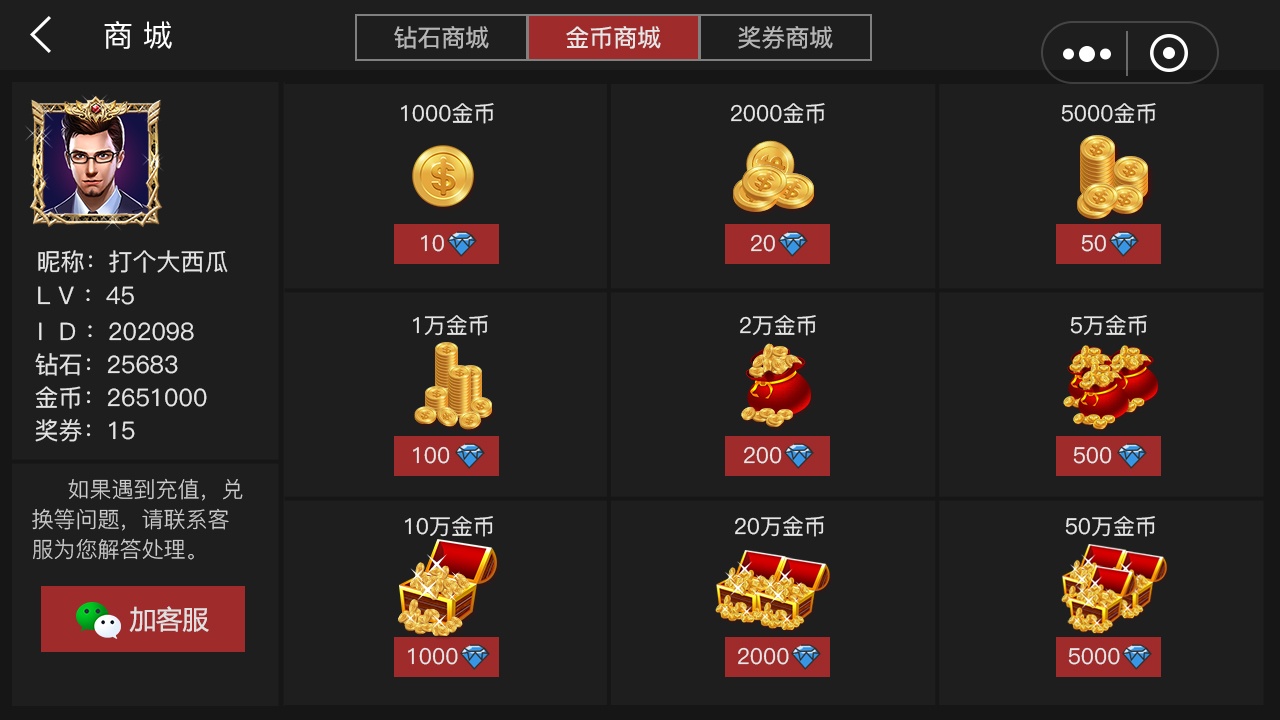 商 城
钻石商城
金币商城
奖券商城
昵称：打个大西瓜
LV：45
ID：202098
钻石：25683
金币：2651000
奖券：15
如果遇到充值，兑
换等问题，请联系客
服为您解答处理。
加客服
1000金币
10
2000金币
20
5000金币
50
1万金币
100
2万金币
200
5万金币
500
10万金币
1000
20万金币
2000
50万金币
5000